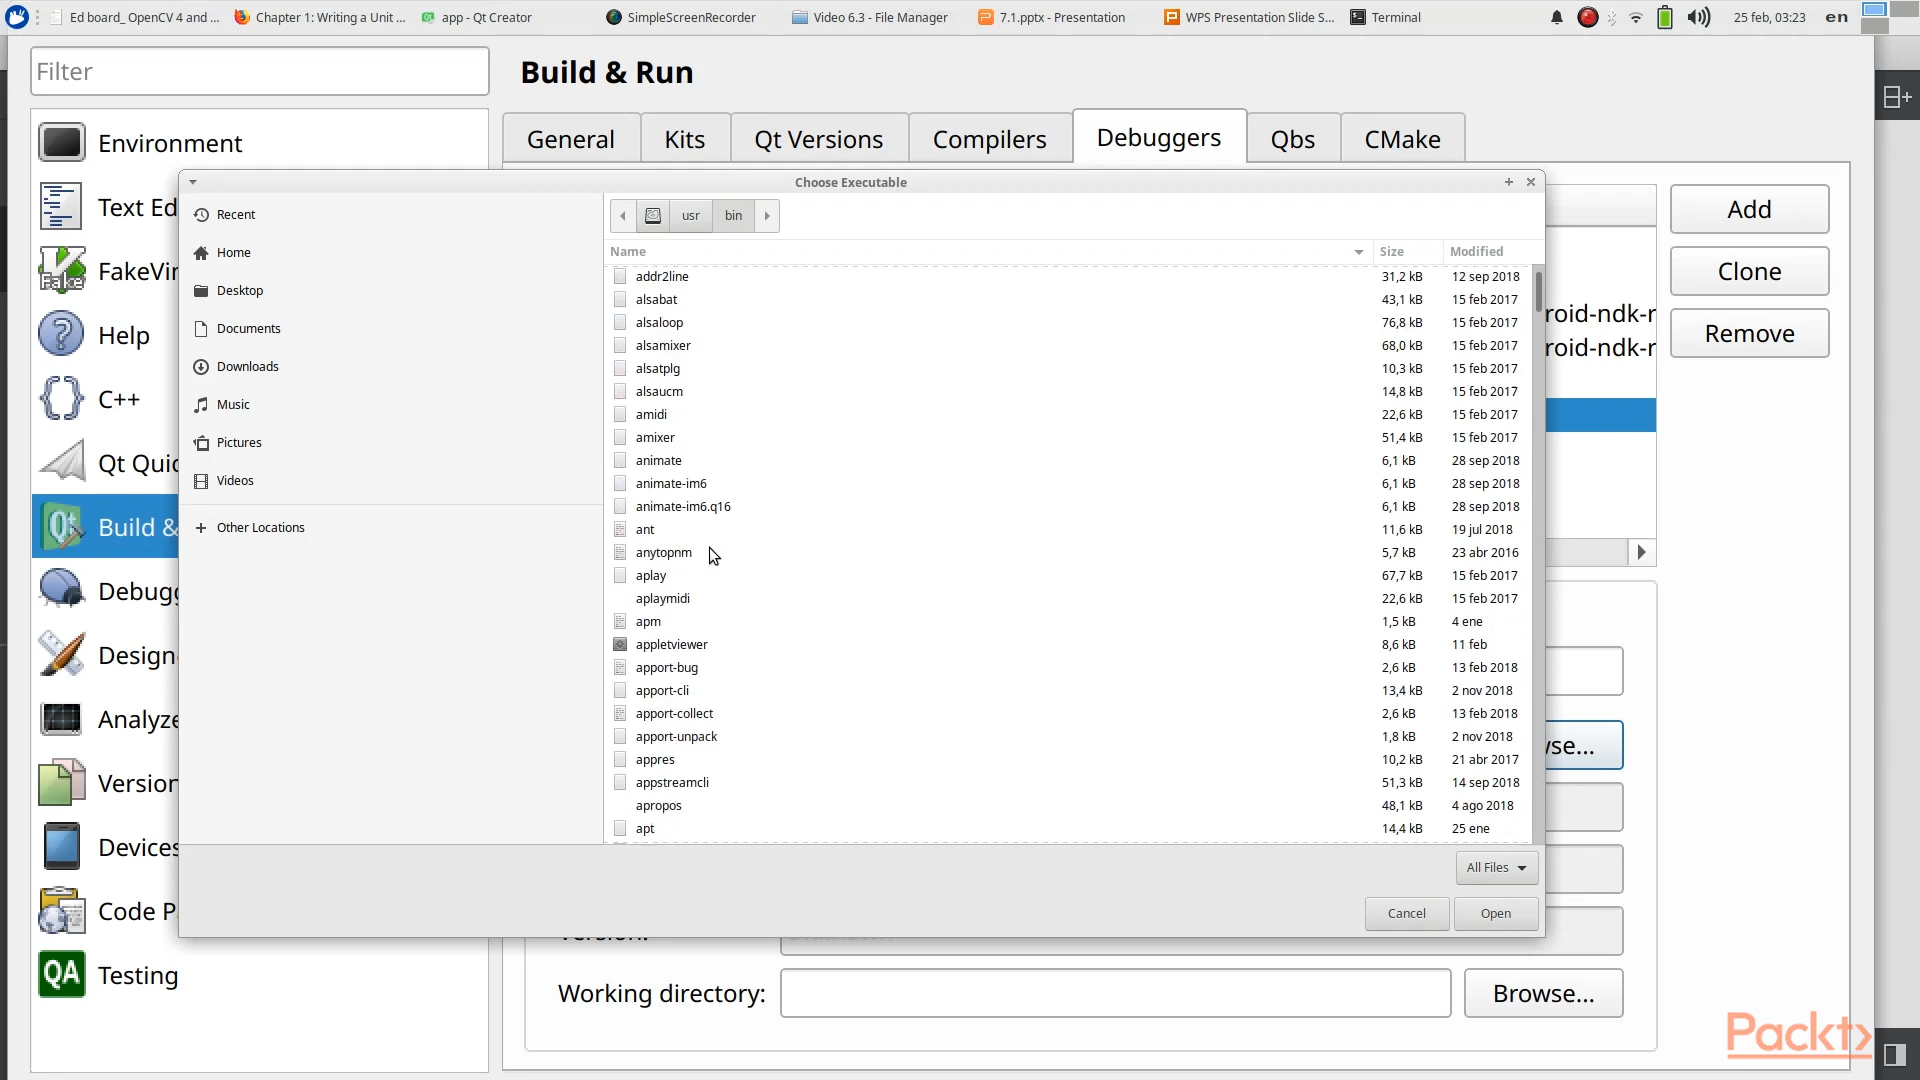 Ed board_ OpenCV 4 and ... Chapter 1: Writing a Unit ... app - Qt Creator SimpleScreenRecorder Video 6.3 - File Manager 7.1.pptx - Presentation WPS Presentation Slide S... Terminal 25 feb, 03:23 en
Filter
Build & Run
General Kits Qt Versions Compilers Debuggers Qbs CMake
Environment
Text Ed
FakeVi
Help
C++
Qt Quic
Build &
Debugg
Design
Analyze
Version
Devices
Code P
Testing
Choose Executable
Recent
Home
Desktop
Documents
Downloads
Music
Pictures
Videos
Other Locations
usr bin
Name Size Modified
addr2line 31,2 kB 12 sep 2018
alsabat 43,1 kB 15 feb 2017
alsaloop 76,8 kB 15 feb 2017
alsamixer 68,0 kB 15 feb 2017
alsatplg 10,3 kB 15 feb 2017
alsaucm 14,8 kB 15 feb 2017
amidi 22,6 kB 15 feb 2017
amixer 51,4 kB 15 feb 2017
animate 6,1 kB 28 sep 2018
animate-im6 6,1 kB 28 sep 2018
animate-im6.q16 6,1 kB 28 sep 2018
ant 11,6 kB 19 jul 2018
anytopnm 5,7 kB 23 abr 2016
aplay 67,7 kB 15 feb 2017
aplaymidi 22,6 kB 15 feb 2017
apm 1,5 kB 4 ene
appletviewer 8,6 kB 11 feb
apport-bug 2,6 kB 13 feb 2018
apport-cli 13,4 kB 2 nov 2018
apport-collect 2,6 kB 13 feb 2018
apport-unpack 1,8 kB 2 nov 2018
appres 10,2 kB 21 abr 2017
appstreamcli 51,3 kB 14 sep 2018
apropos 48,1 kB 4 ago 2018
apt 14,4 kB 25 ene
All Files
Cancel Open
Add
Clone
Remove
roid-ndk-r
roid-ndk-r
wse...
Working directory: Browse...
QA
Packt